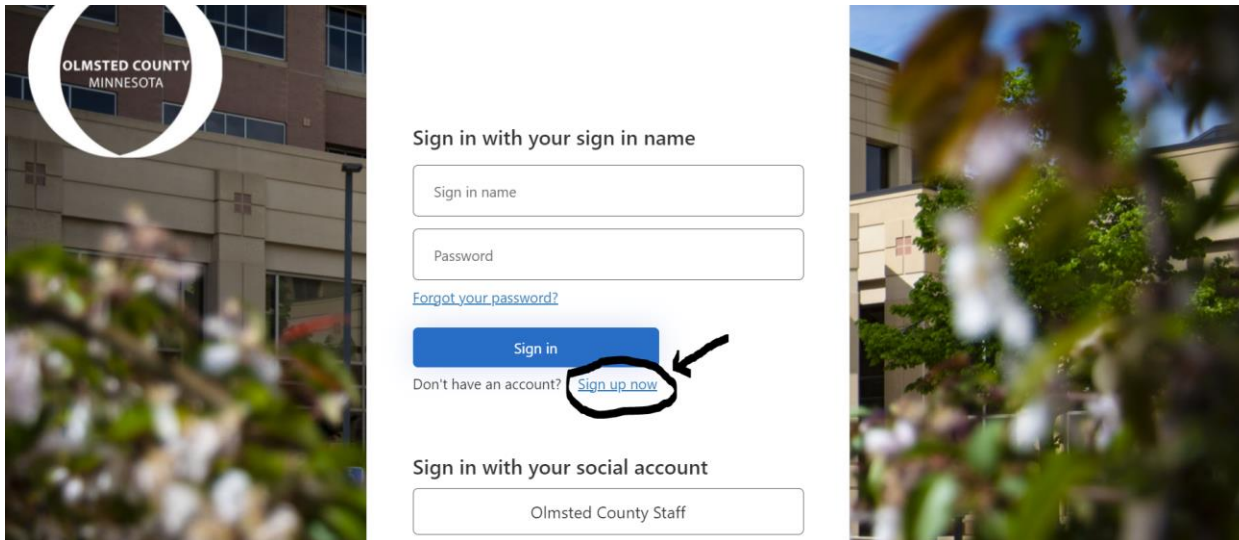 OLMSTED COUNTY
MINNESOTA
Sign in with your sign in name
Sign in name
Password
Forgot your password?
Sign in
Don't have an account? Sign up now
Sign in with your social account
Olmsted County Staff